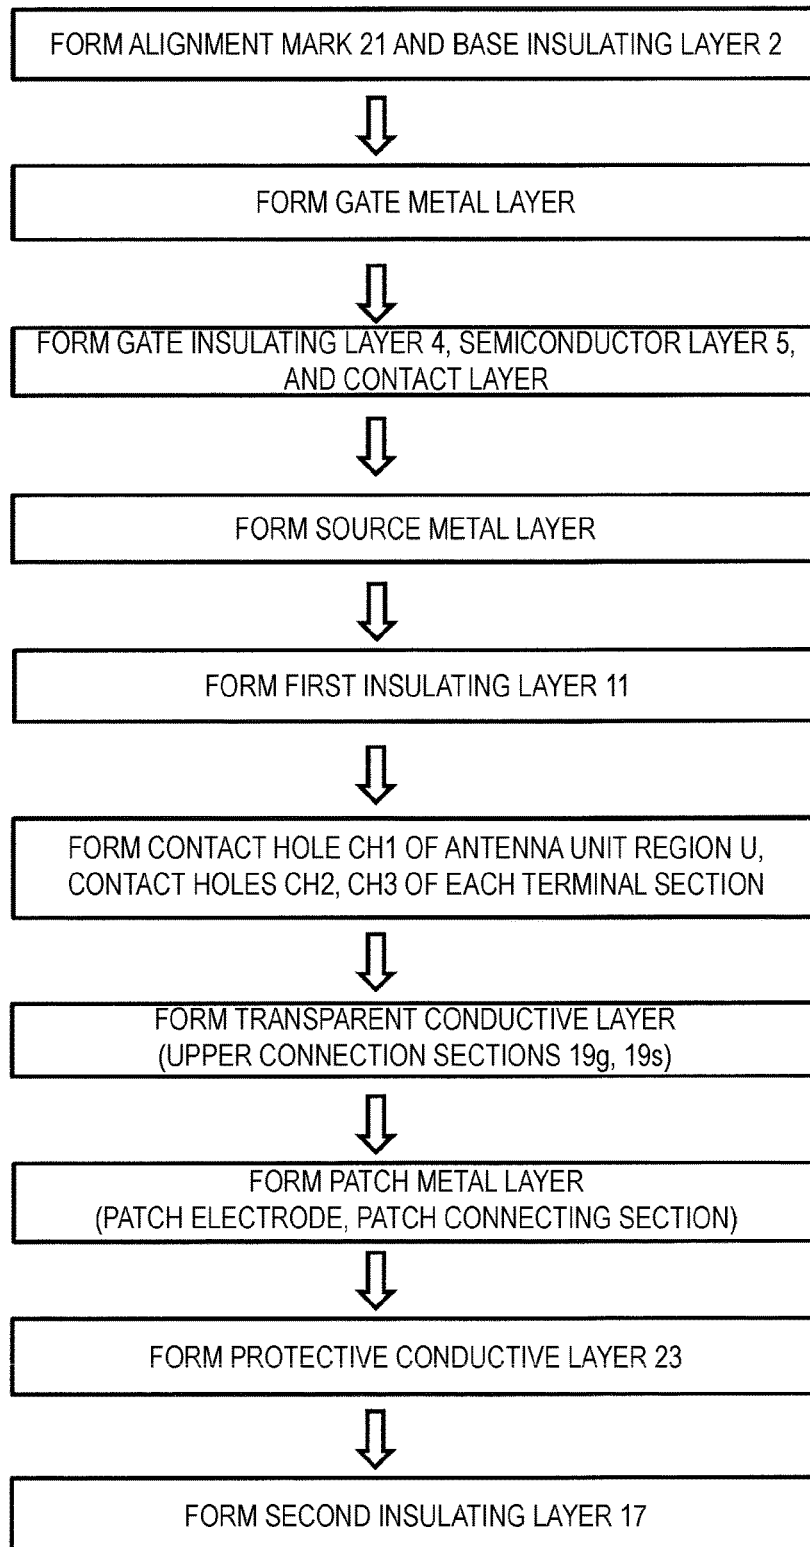 FORM ALIGNMENT MARK 21 AND BASE INSULATING LAYER 2
FORM GATE METAL LAYER
FORM GATE INSULATING LAYER 4, SEMICONDUCTOR LAYER 5,
AND CONTACT LAYER
FORM SOURCE METAL LAYER
FORM FIRST INSULATING LAYER 11
FORM CONTACT HOLE CH1 OF ANTENNA UNIT REGION U,
CONTACT HOLES CH2, CH3 OF EACH TERMINAL SECTION
FORM TRANSPARENT CONDUCTIVE LAYER
(UPPER CONNECTION SECTIONS 19g, 19s)
FORM PATCH METAL LAYER
(PATCH ELECTRODE, PATCH CONNECTING SECTION)
FORM PROTECTIVE CONDUCTIVE LAYER 23
FORM SECOND INSULATING LAYER 17